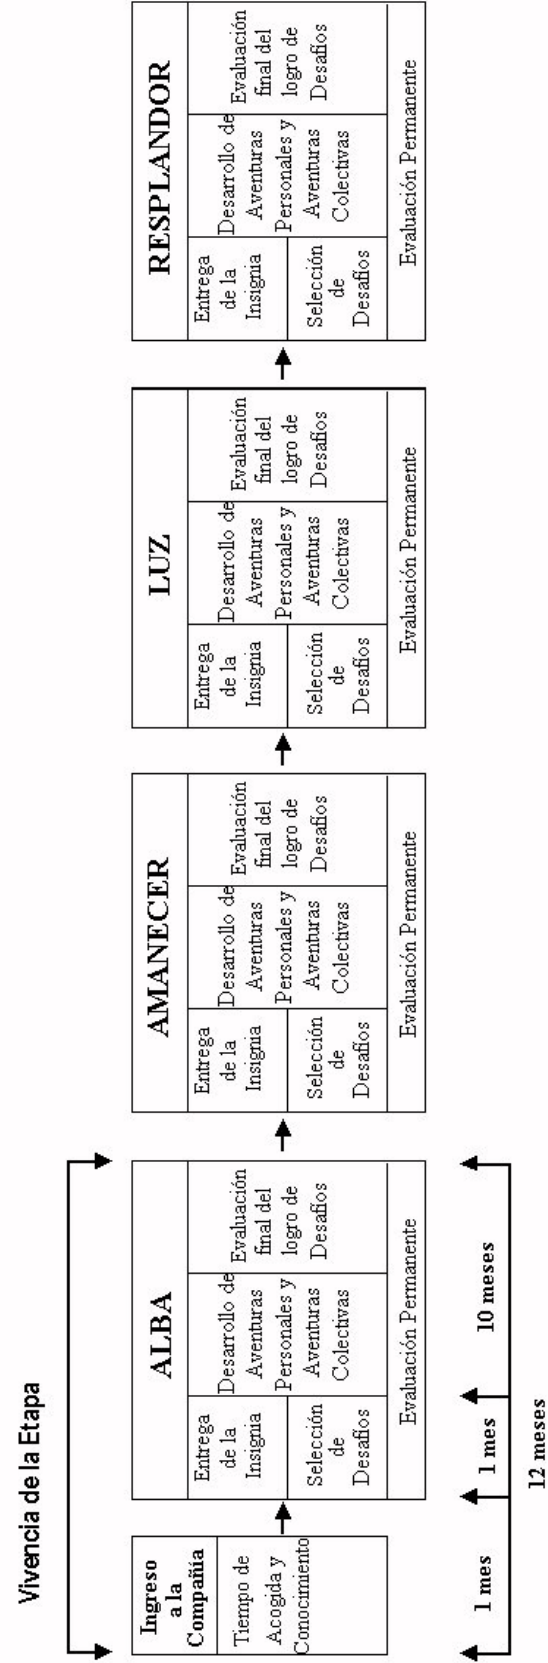 Vivencia de la Etapa
Ingreso
a la
Compañía
Tiempo de
Acogida y
Conocimiento
ALBA
Entrega
de la
Insignia
Selección
de
Desafíos
Desarrollo de
Aventuras
Personales y
Aventuras
Colectivas
Evaluación
final del
logro de
Desafíos
Evaluación Permanente
AMANECER
Entrega
de la
Insignia
Selección
de
Desafíos
Desarrollo de
Aventuras
Personales y
Aventuras
Colectivas
Evaluación
final del
logro de
Desafíos
Evaluación Permanente
LUZ
Entrega
de la
Insignia
Selección
de
Desafíos
Desarrollo de
Aventuras
Personales y
Aventuras
Colectivas
Evaluación
final del
logro de
Desafíos
Evaluación Permanente
RESPLANDOR
Entrega
de la
Insignia
Selección
de
Desafíos
Desarrollo de
Aventuras
Personales y
Aventuras
Colectivas
Evaluación
final del
logro de
Desafíos
Evaluación Permanente
1 mes
1 mes
10 meses
12 meses